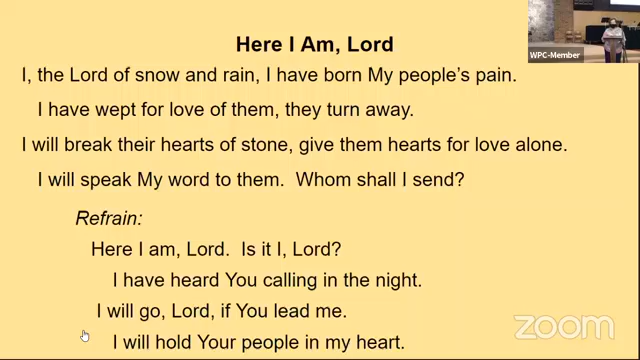 Here I Am, Lord
I, the Lord of snow and rain, I have born My people's pain.
I have wept for love of them, they turn away.
I will break their hearts of stone, give them hearts for love alone.
I will speak My word to them.  Whom shall I send?
Refrain:
Here I am, Lord.  Is it I, Lord?
I have heard You calling in the night.
I will go, Lord, if You lead me.
I will hold Your people in my heart.
WPC-Member
zoom